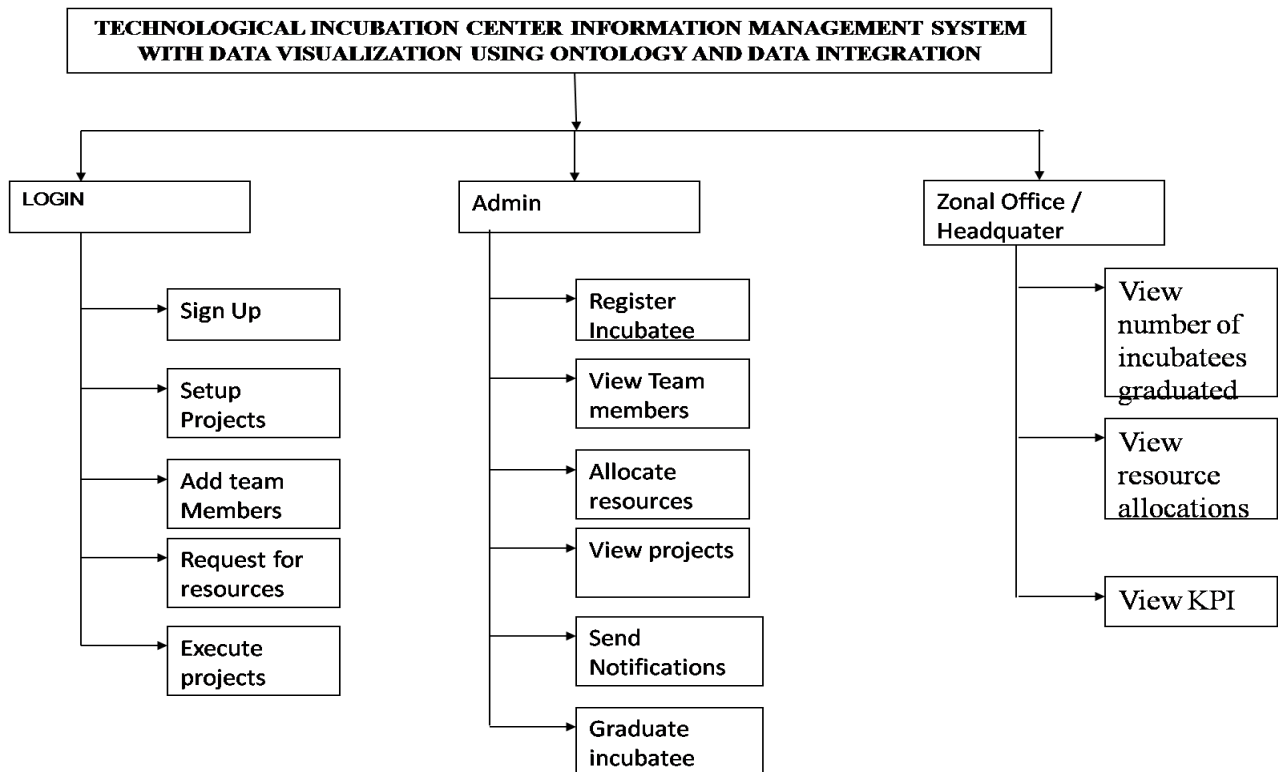 TECHNOLOGICAL INCUBATION CENTER INFORMATION MANAGEMENT SYSTEM
WITH DATA VISUALIZATION USING ONTOLOGY AND DATA INTEGRATION
LOGIN
Sign Up
Setup
Projects
Add team
Members
Request for
resources
Execute
projects
Admin
Register
Incubatee
View Team
members
Allocate
resources
View projects
Send
Notifications
Graduate
incubatee
Zonal Office /
Headquater
View
number of
incubatees
graduated
View
resource
allocations
View KPI